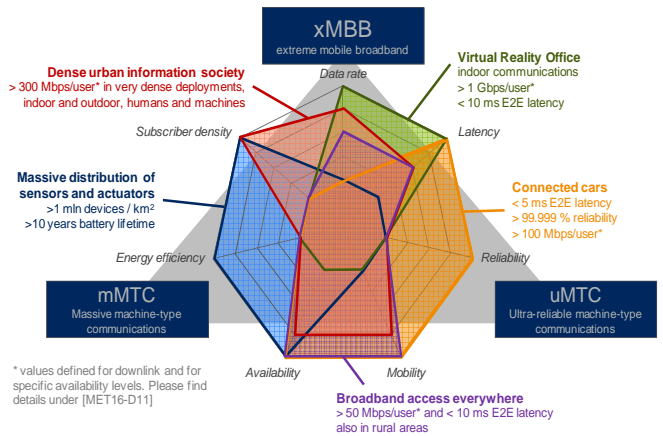 xMBB
extreme mobile broadband
Dense urban information society
> 300 Mbps/user* in very dense deployments,
indoor and outdoor, humans and machines
Data rate
Virtual Reality Office
indoor communications
> 1 Gbps/user*
< 10 ms E2E latency
Subscriber density
Latency
Massive distribution of
sensors and actuators
>1 mln devices / km²
>10 years battery lifetime
Connected cars
< 5 ms E2E latency
> 99.999 % reliability
> 100 Mbps/user*
Energy efficiency
Reliability
mMTC
Massive machine-type
communications
uMTC
Ultra-reliable machine-type
communications
Availability
Mobility
* values defined for downlink and for
specific availability levels. Please find
details under [MET16-D11]
Broadband access everywhere
> 50 Mbps/user* and < 10 ms E2E latency
also in rural areas